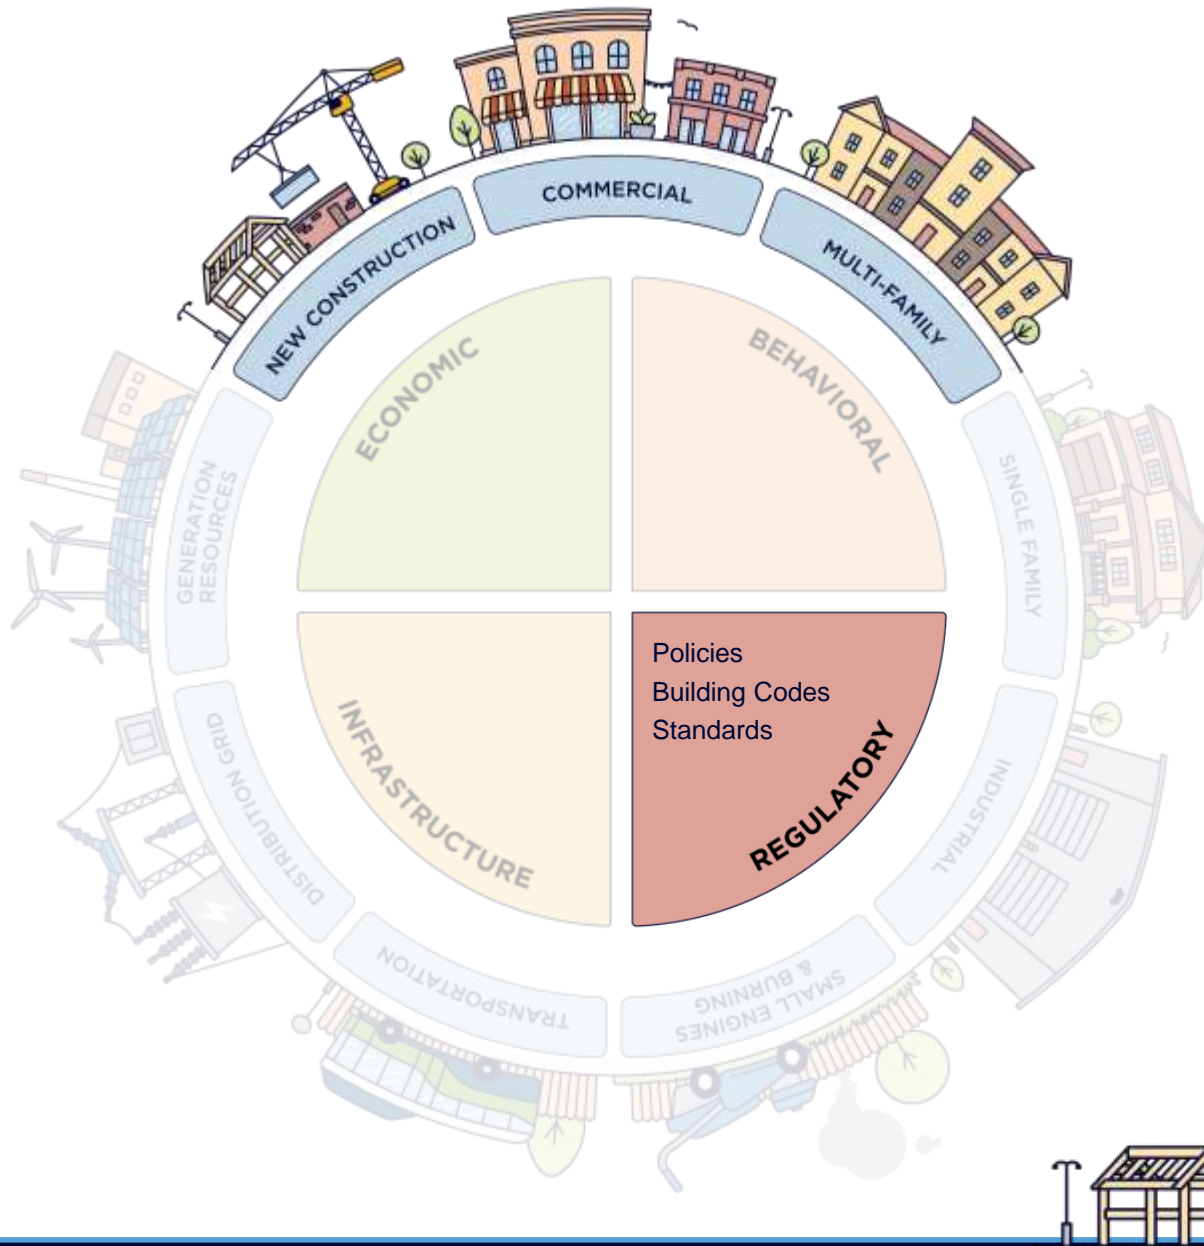 COMMERCIAL
NEW CONSTRUCTION
MULTI-FAMILY
ECONOMIC
BEHAVIORAL
GENERATION
RESOURCES
SINGLE FAMILY
Policies
Building Codes
Standards
REGULATORY
INFRASTRUCTURE
DISTRIBUTION GRID
INDUSTRIAL
TRANSPORTATION
SMALL ENGINES
& BURNING